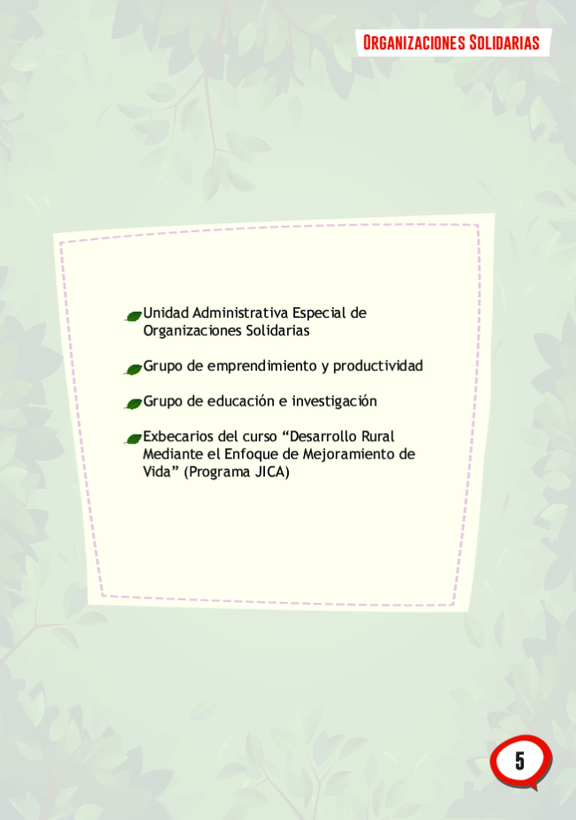 Organizaciones Solidarias
Unidad Administrativa Especial de
Organizaciones Solidarias
Grupo de emprendimiento y productividad
Grupo de educación e investigación
Exbecarios del curso “Desarrollo Rural
Mediante el Enfoque de Mejoramiento de
Vida” (Programa JICA)
5